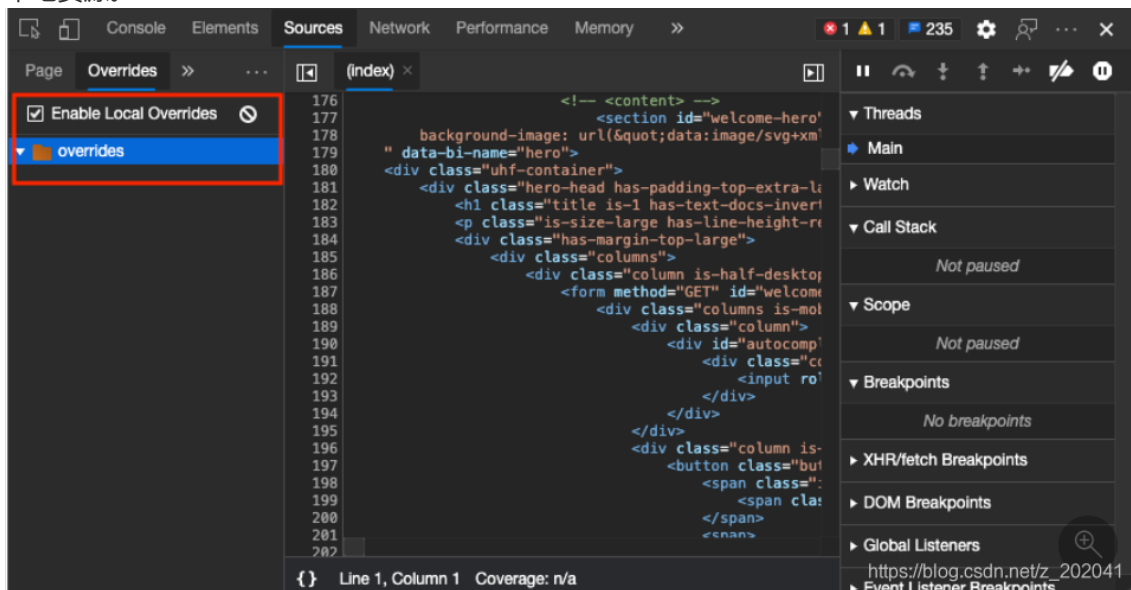 Console Elements Sources Network Performance Memory » 1 1 235 ··· ×
Page Overrides » ··· (index) ×
Enable Local Overrides
overrides
176 <!-- <content> -->
177 <section id="welcome-hero"
178 background-image: url(&quot;data:image/svg+xml
179 " data-bi-name="hero">
180 <div class="uhf-container">
181 <div class="hero-head has-padding-top-extra-la
182 <h1 class="title is-1 has-text-docs-invert
183 <p class="is-size-large has-line-height-re
184 <div class="has-margin-top-large">
185 <div class="columns">
186 <div class="column is-half-desktop
187 <form method="GET" id="welcome
188 <div class="columns is-mob
189 <div class="column">
190 <div id="autocompl
191 <div class="co
192 <input rol
193 </div>
194 </div>
195 </div>
196 <div class="column is-
197 <button class="but
198 <span class="i
199 <span clas
200 </span>
201 <span>
202
{ } Line 1, Column 1 Coverage: n/a
Threads
Main
Watch
Call Stack
Not paused
Scope
Not paused
Breakpoints
No breakpoints
XHR/fetch Breakpoints
DOM Breakpoints
Global Listeners
https://blog.csdn.net/z_202041
Event Listener Breakpoints